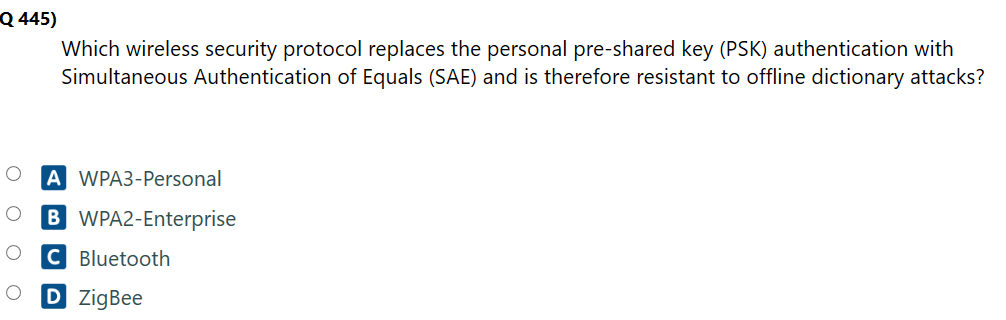 Q 445)
Which wireless security protocol replaces the personal pre-shared key (PSK) authentication with
Simultaneous Authentication of Equals (SAE) and is therefore resistant to offline dictionary attacks?
A WPA3-Personal
B WPA2-Enterprise
C Bluetooth
D ZigBee